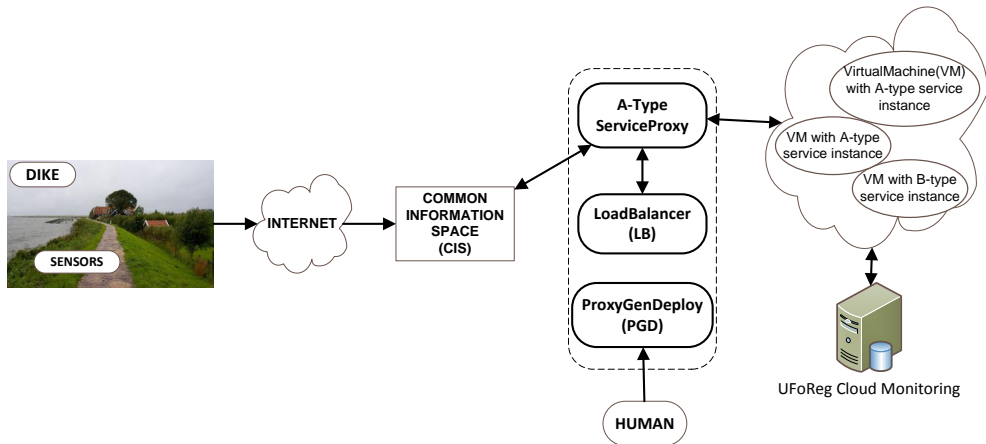 DIKE
SENSORS
INTERNET
COMMON
INFORMATION
SPACE
(CIS)
A-Type
ServiceProxy
LoadBalancer
(LB)
ProxyGenDeploy
(PGD)
HUMAN
VirtualMachine(VM)
with A-type service
instance
VM with A-type
service instance
VM with B-type
service instance
UFoReg Cloud Monitoring